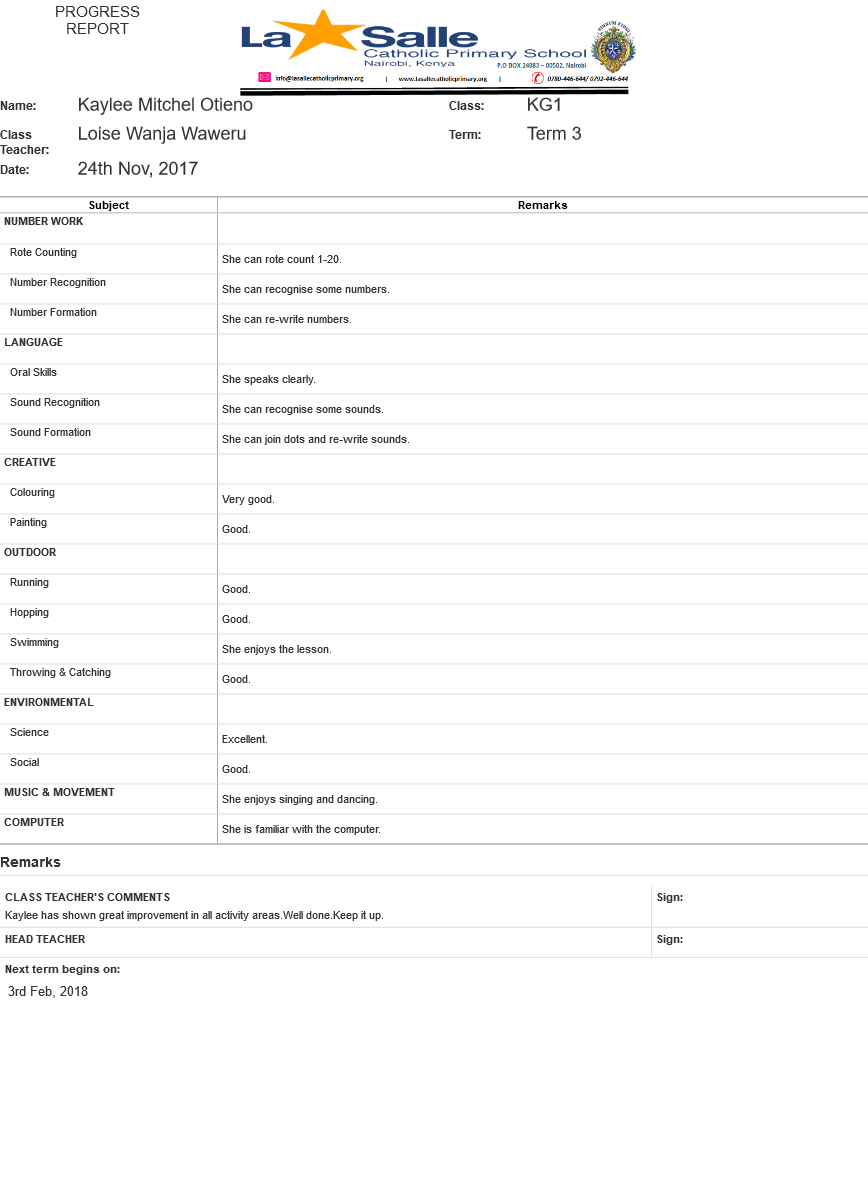 PROGRESS
REPORT
La Salle
Catholic Primary School
Nairobi, Kenya
P.O BOX 24083 – 00502, Nairobi
info@lasallecatholicprimary.org | www.lasallecatholicprimary.org | 0780-446-644/ 0792-446-644
Name: Kaylee Mitchel Otieno Class: KG1
Class Teacher: Loise Wanja Waweru Term: Term 3
Date: 24th Nov, 2017
Subject Remarks
NUMBER WORK
Rote Counting She can rote count 1-20.
Number Recognition She can recognise some numbers.
Number Formation She can re-write numbers.
LANGUAGE
Oral Skills She speaks clearly.
Sound Recognition She can recognise some sounds.
Sound Formation She can join dots and re-write sounds.
CREATIVE
Colouring Very good.
Painting Good.
OUTDOOR
Running Good.
Hopping Good.
Swimming She enjoys the lesson.
Throwing & Catching Good.
ENVIRONMENTAL
Science Excellent.
Social Good.
MUSIC & MOVEMENT She enjoys singing and dancing.
COMPUTER She is familiar with the computer.
Remarks
CLASS TEACHER'S COMMENTS Sign:
Kaylee has shown great improvement in all activity areas.Well done.Keep it up.
HEAD TEACHER Sign:
Next term begins on:
3rd Feb, 2018